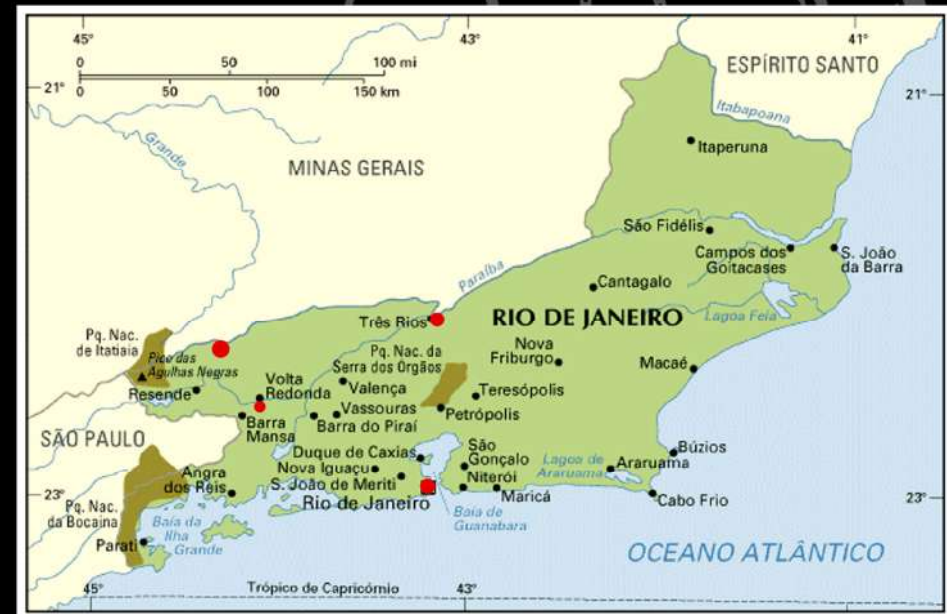 45°
43°
41°
0 50 100 mi
0 50 100 150 km
21°
ESPÍRITO SANTO
21°
Itabapoana
Grande
Itaperuna
MINAS GERAIS
São Fidélis
Campos dos
Goitacases
S. João
da Barra
Paraíba
Cantagalo
Lagoa Feia
Três Rios
RIO DE JANEIRO
Pq. Nac.
de Itatiaia
Pico das
Agulhas Negras
Pq. Nac. da
Serra dos Órgãos
Nova
Friburgo
Macaé
Resende
Volta
Redonda
Valença
Teresópolis
Barra
Mansa
Vassouras
Barra do Piraí
Petrópolis
SÃO PAULO
Duque de Caxias
São
Gonçalo
Búzios
Angra
dos Reis
Nova Iguaçu
S. João de Meriti
Niterói
Lagoa de
Araruama
Araruama
23°
Rio de Janeiro
Maricá
Cabo Frio
23°
Pq. Nac.
da Bocaina
Baía da
Ilha
Grande
Baía de
Guanabara
Parati
OCEANO ATLÂNTICO
Trópico de Capricórnio
45°
43°